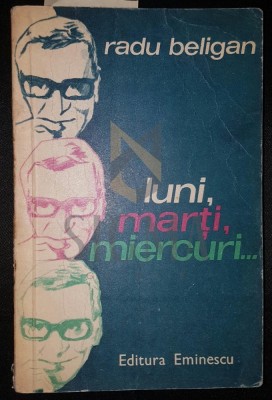 radu beligan
luni,
marți,
miercuri...
Editura Eminescu